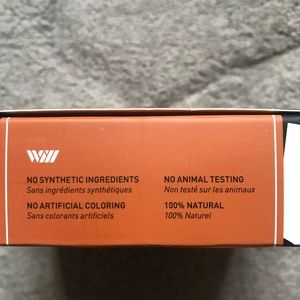 Will
NO SYNTHETIC INGREDIENTS
Sans ingrédients synthétiques
NO ARTIFICIAL COLORING
Sans colorants artificiels
NO ANIMAL TESTING
Non testé sur les animaux
100% NATURAL
100% Naturel